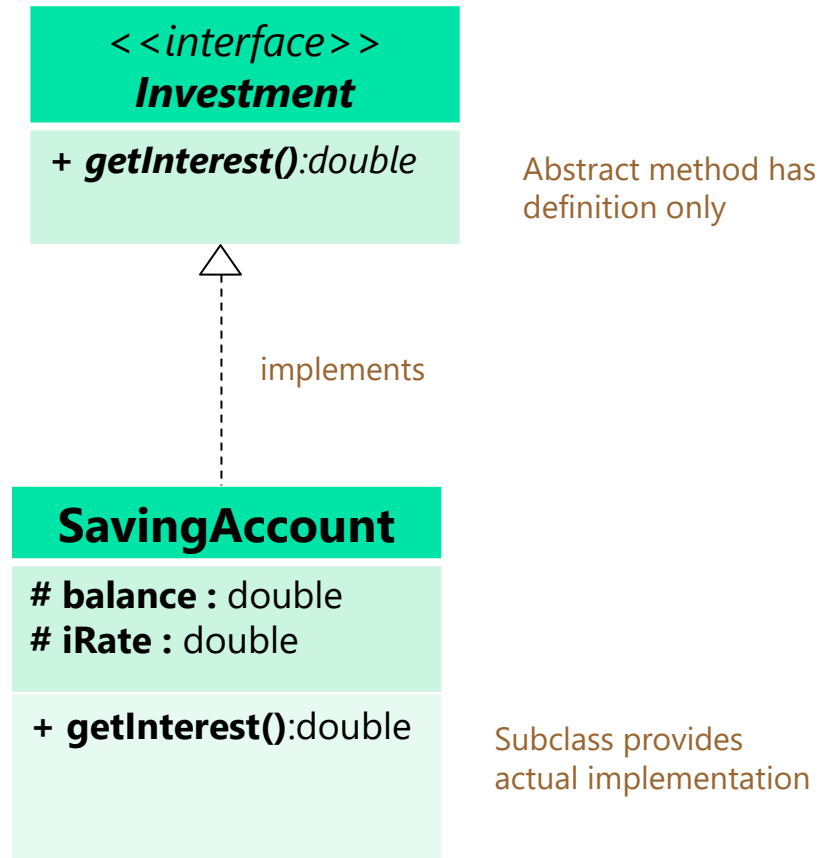 <<interface>>
Investment
+ getInterest():double
Abstract method has
definition only
implements
SavingAccount
# balance : double
# iRate : double
+ getInterest():double
Subclass provides
actual implementation